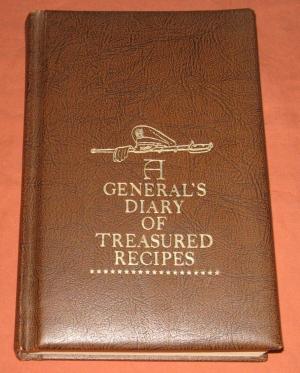 A
GENERAL'S
DIARY
OF
TREASURED
RECIPES